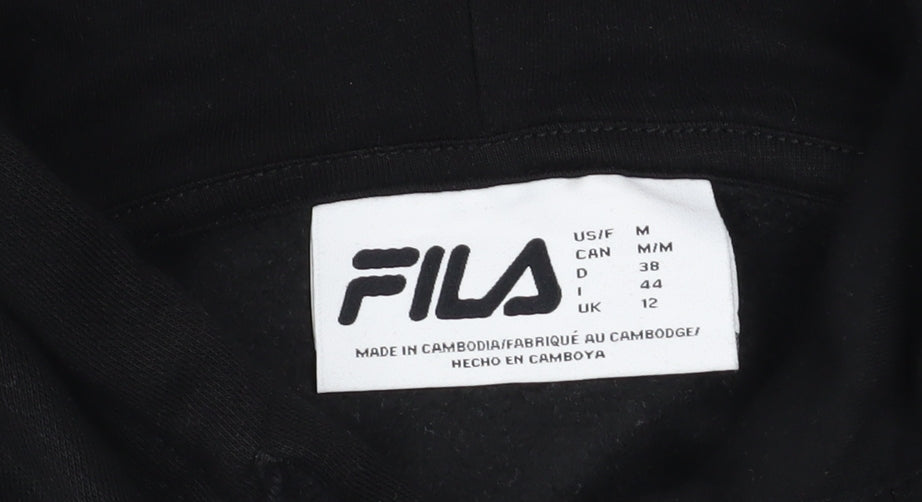 FILA
US/F M
CAN M/M
D 38
I 44
UK 12
MADE IN CAMBODIA/FABRIQUÉ AU CAMBODGE/
HECHO EN CAMBOYA